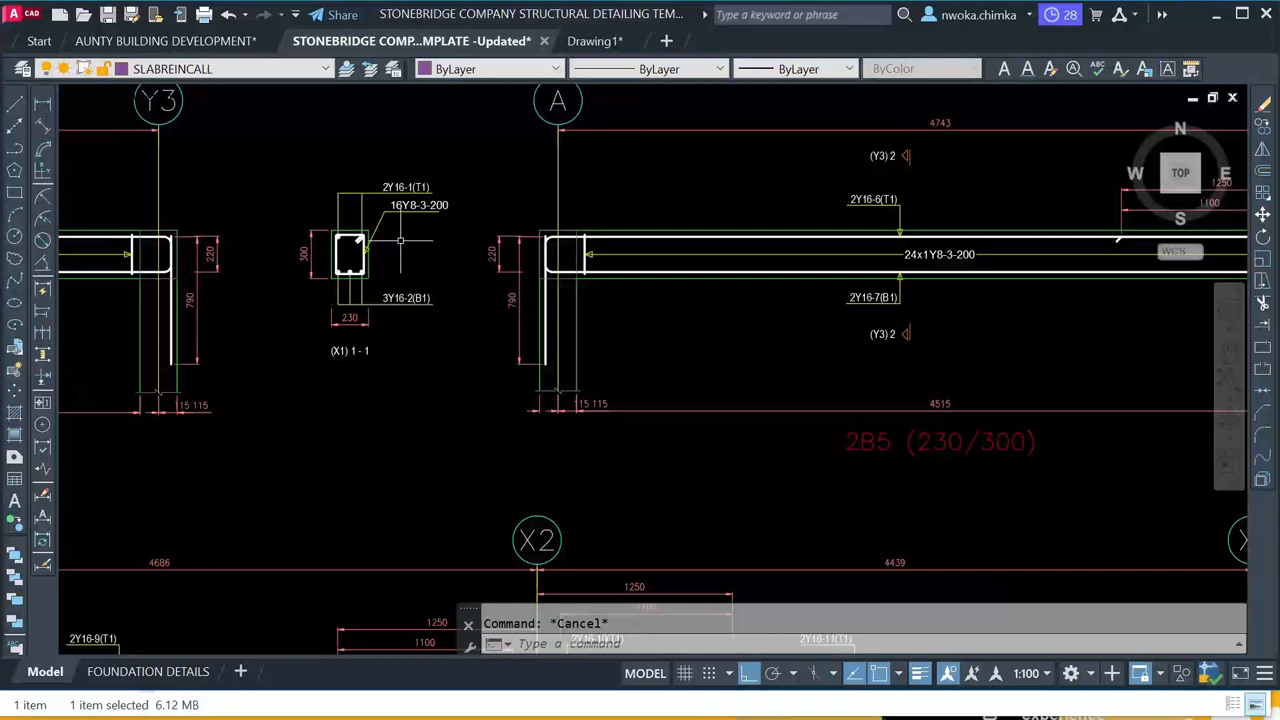 A CAD
Share
STONEBRIDGE COMPANY STRUCTURAL DETAILING TEM...
Type a keyword or phrase
nwoka.chimka
28
Start
AUNTY BUILDING DEVELOPMENT*
STONEBRIDGE COMP...MPLATE -Updated*
Drawing1*
SLABREINCALL
ByLayer
ByLayer
ByLayer
ByColor
Y3
A
N
W
TOP
E
S
WCS
4743
(Y3) 2
1250
1100
2Y16-1(T1)
16Y8-3-200
2Y16-6(T1)
300
220
220
24x1Y8-3-200
790
3Y16-2(B1)
790
2Y16-7(B1)
230
(Y3) 2
(X1) 1 - 1
115 115
115 115
4515
2B5 (230/300)
X2
4686
4439
1250
1100
1250
1100
2Y16-9(T1)
2Y16-11(T1)
Command: *Cancel*
Type a command
Model
FOUNDATION DETAILS
MODEL
1:100
1 item
1 item selected 6.12 MB
experience